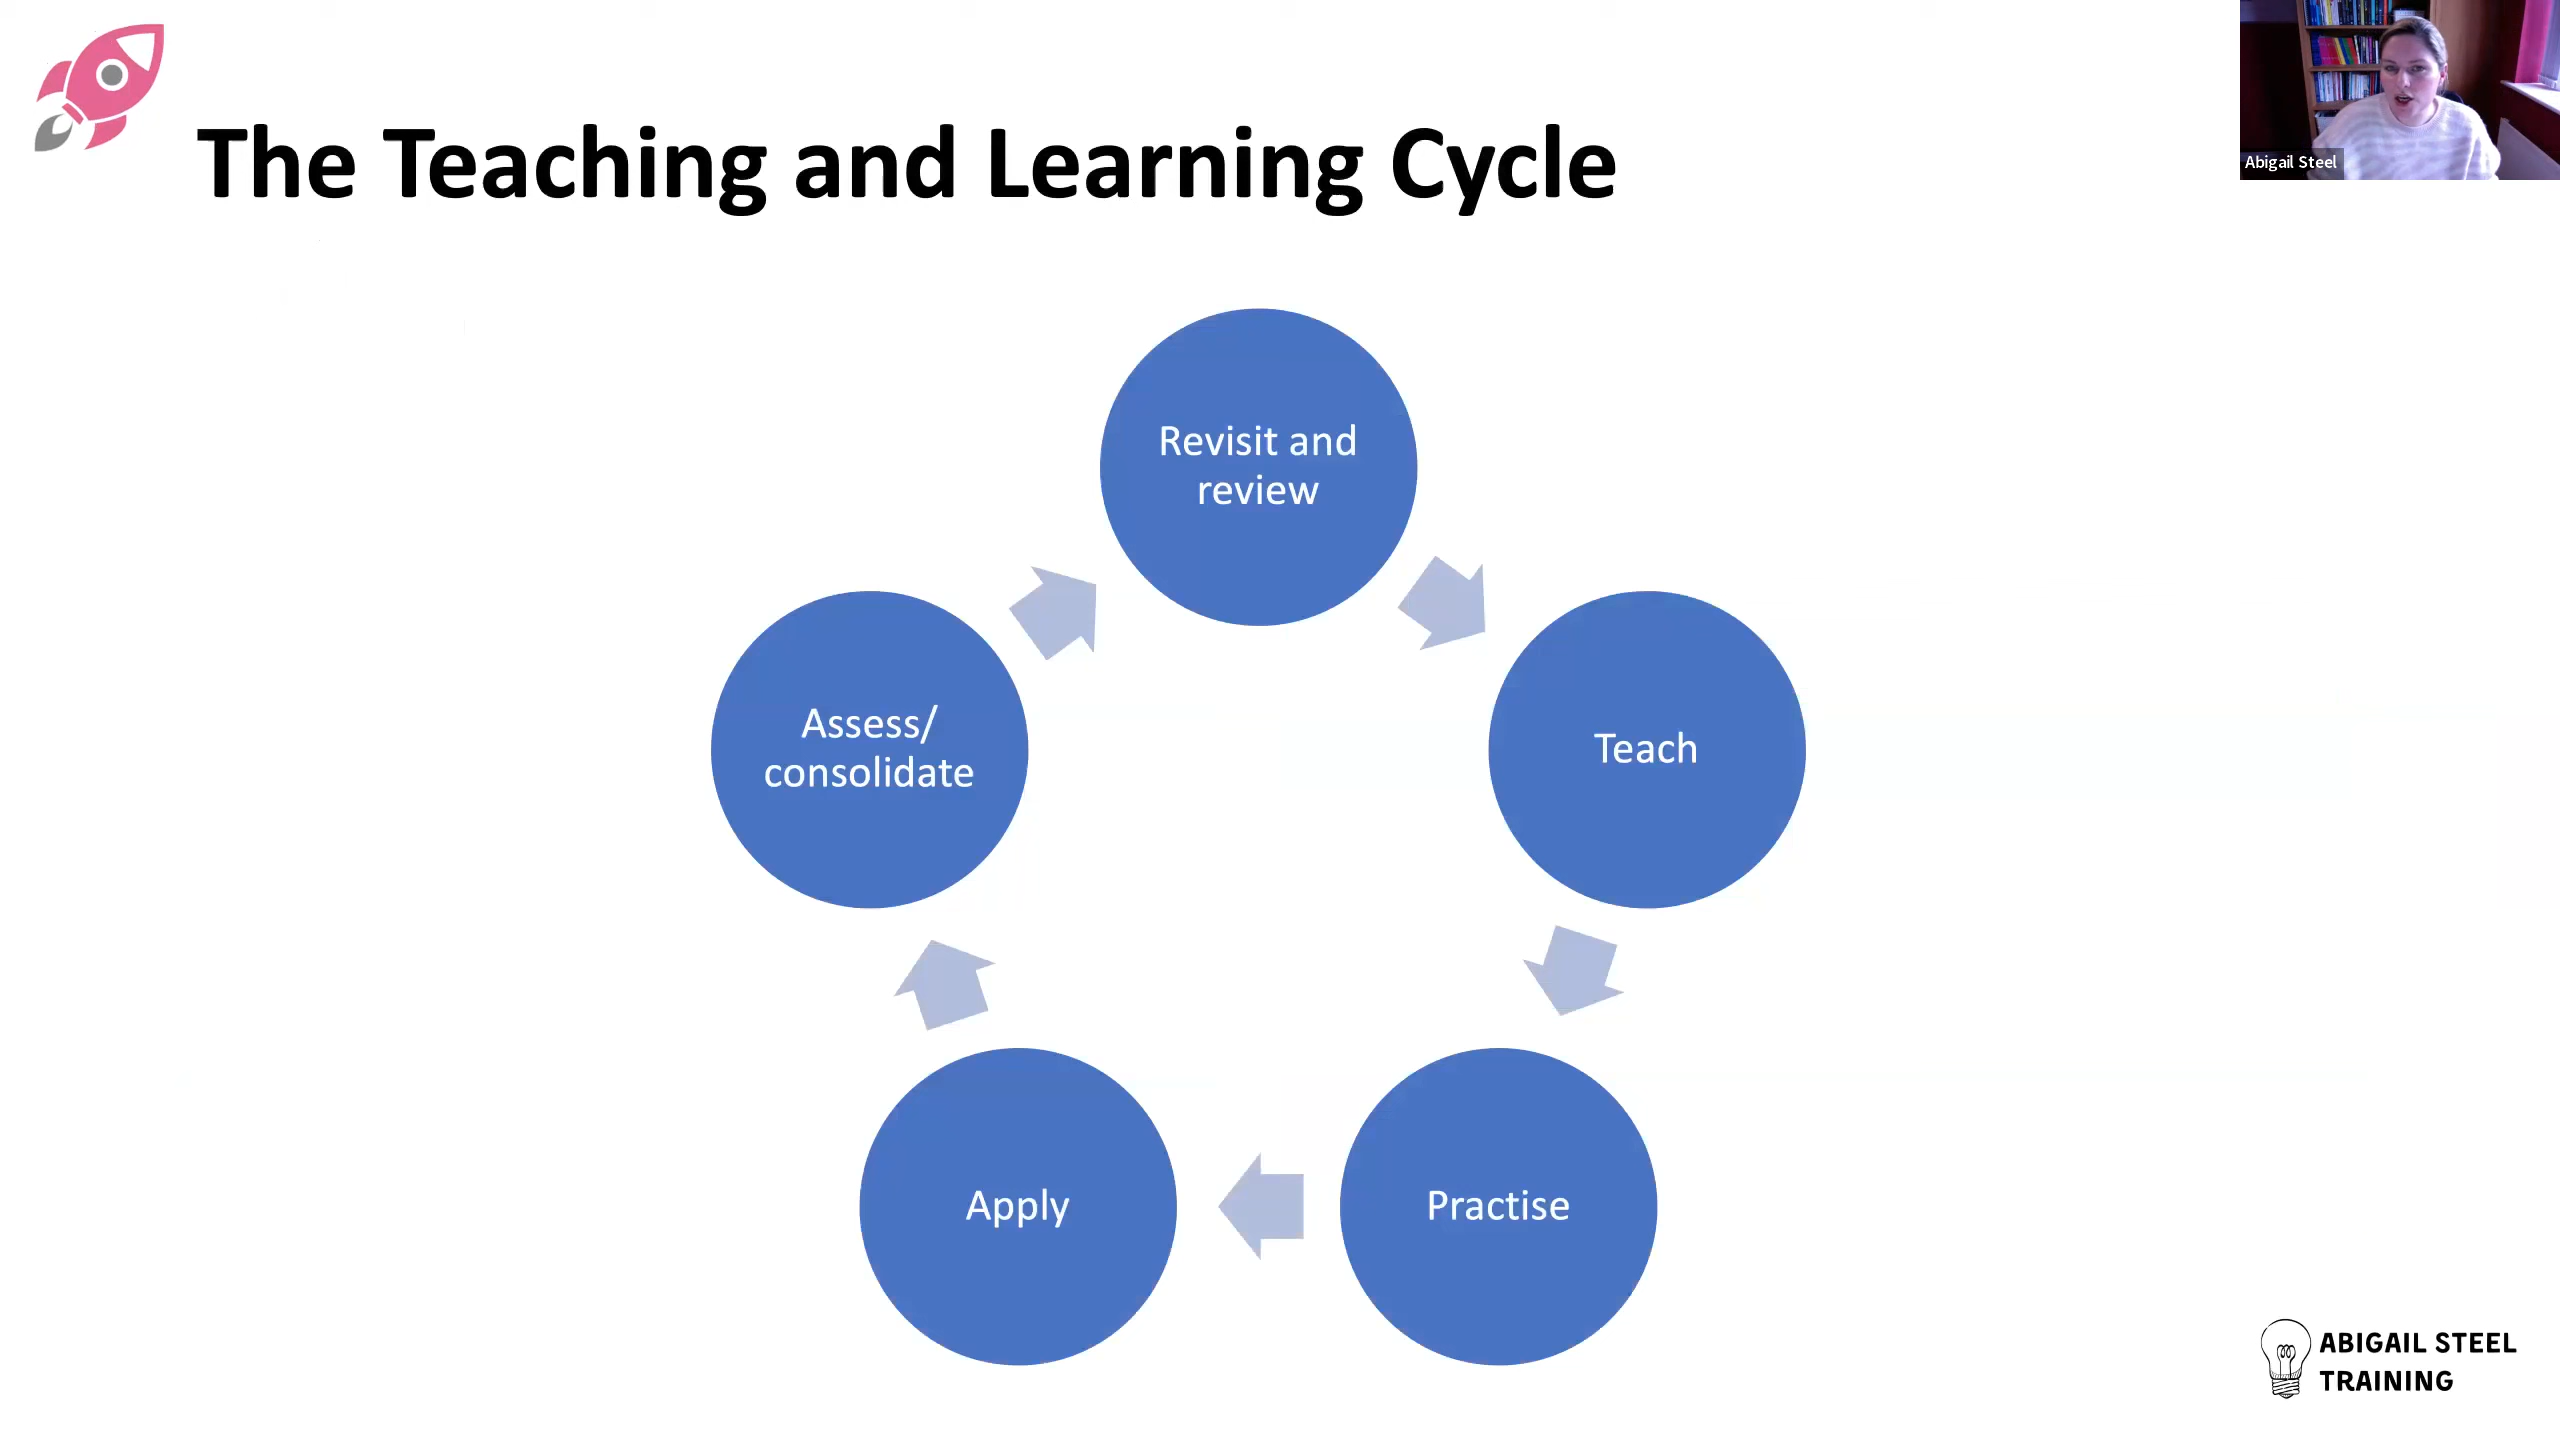 The Teaching and Learning Cycle
Abigail Steel
Revisit and
review
Teach
Practise
Apply
Assess/
consolidate
ABIGAIL STEEL
TRAINING